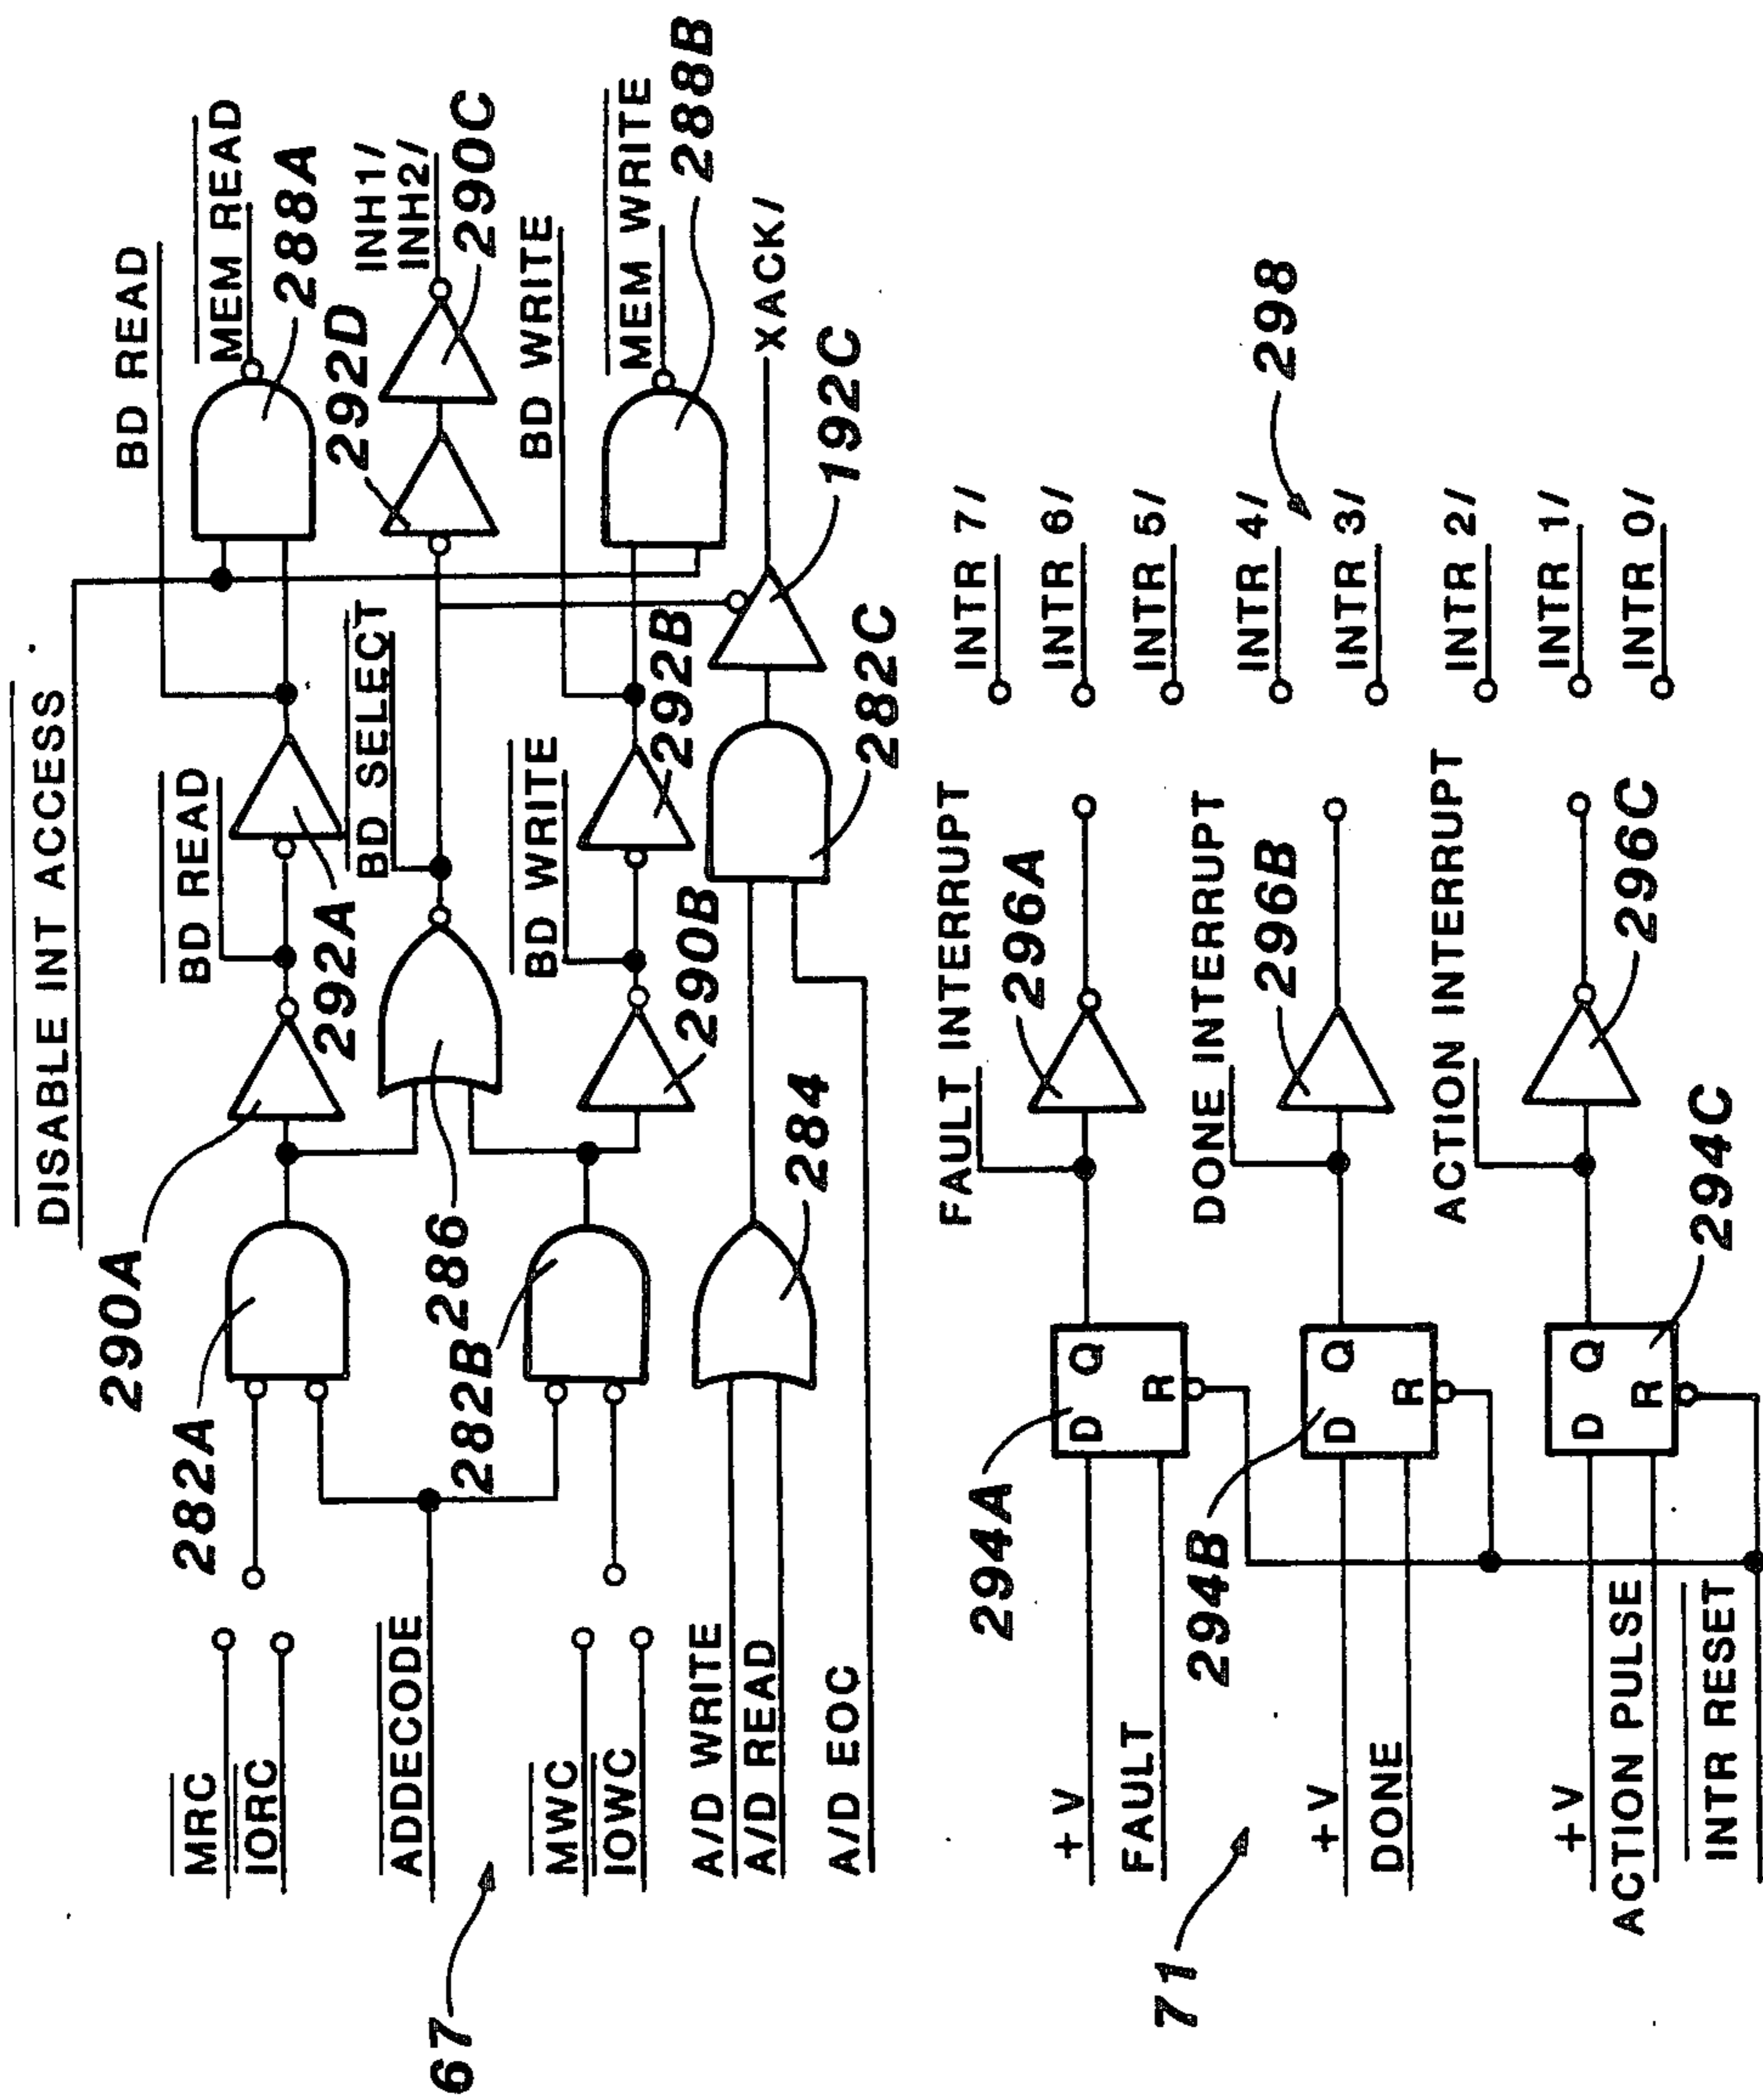 DISABLE INT ACCESS
BD READ
MEM READ
288A
290A
BD READ
292A
282A
MRC
IORC
BD SELECT
292D
INH1/
INH2/
290C
286
ADDECODE
67
BD WRITE
BD WRITE
MEM WRITE
288B
282B
292B
290B
MWC
IOWC
A/D WRITE
A/D READ
A/D EOC
284
282C
192C
XACK/
71
+V
FAULT
294A
D
Q
R
FAULT INTERRUPT
296A
+V
DONE
294B
D
Q
R
DONE INTERRUPT
296B
+V
ACTION PULSE
INTR RESET
D
Q
R
294C
ACTION INTERRUPT
296C
INTR 7/
INTR 6/
INTR 5/
INTR 4/
INTR 3/
INTR 2/
INTR 1/
INTR 0/
298